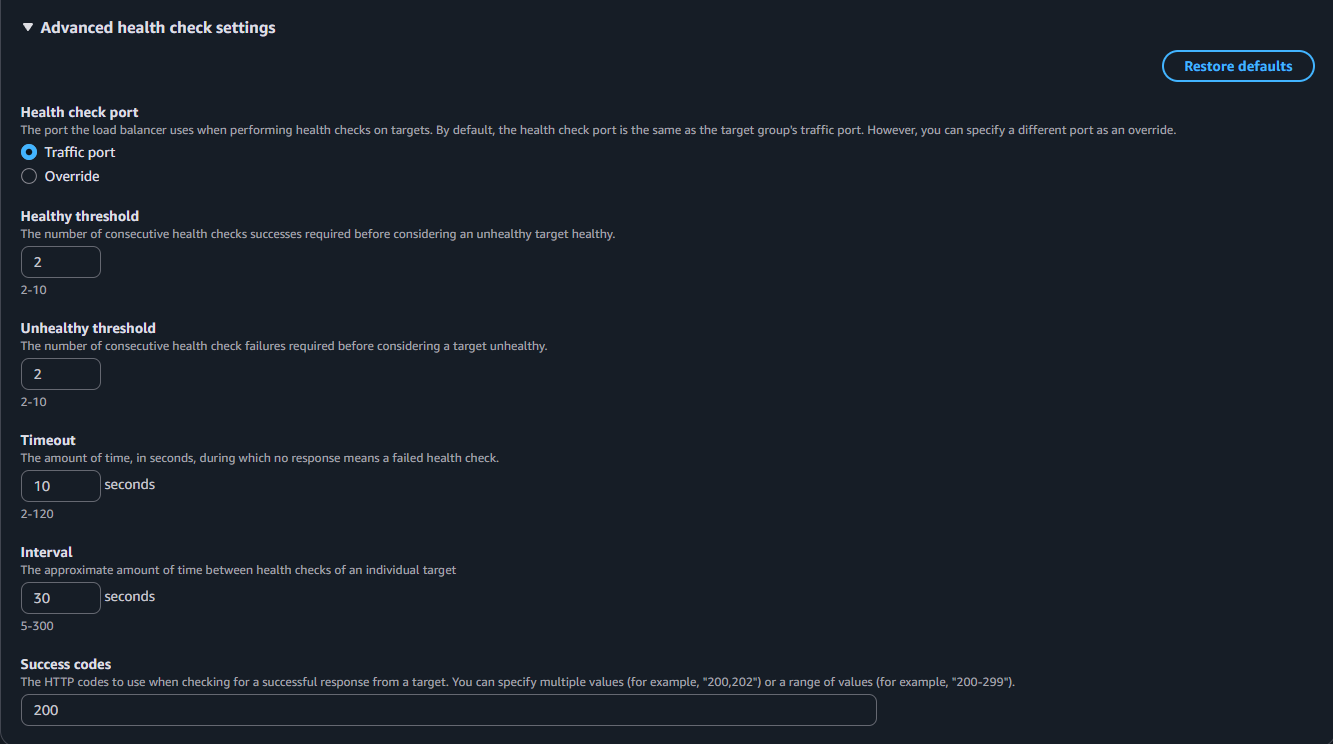 Advanced health check settings
Restore defaults
Health check port
The port the load balancer uses when performing health checks on targets. By default, the health check port is the same as the target group's traffic port. However, you can specify a different port as an override.
Traffic port
Override
Healthy threshold
The number of consecutive health checks successes required before considering an unhealthy target healthy.
2
2-10
Unhealthy threshold
The number of consecutive health check failures required before considering a target unhealthy.
2
2-10
Timeout
The amount of time, in seconds, during which no response means a failed health check.
10 seconds
2-120
Interval
The approximate amount of time between health checks of an individual target
30 seconds
5-300
Success codes
The HTTP codes to use when checking for a successful response from a target. You can specify multiple values (for example, "200,202") or a range of values (for example, "200-299").
200